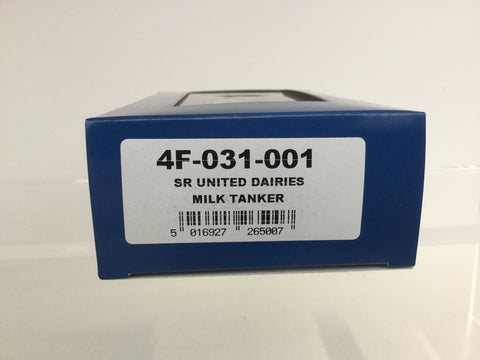 4F-031-001
SR UNITED DAIRIES
MILK TANKER
5 016927 265007